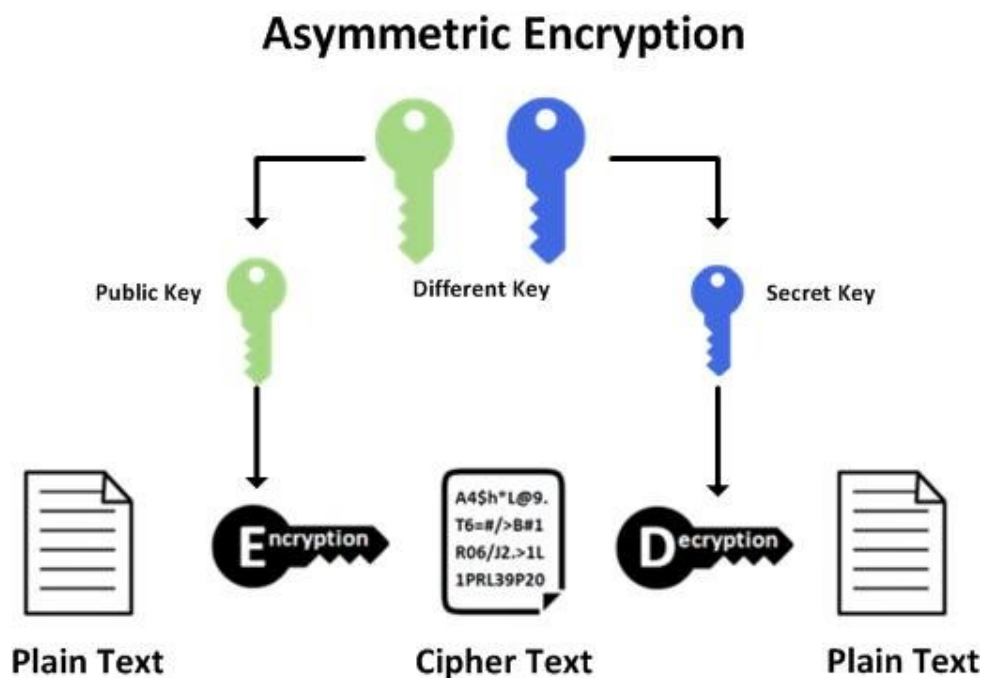 Asymmetric Encryption
Public Key
Different Key
Secret Key
Encryption
A4$h*L@9.
T6=#/>B#1
R06/J2.>1L
1PRL39P20
Decryption
Plain Text
Cipher Text
Plain Text